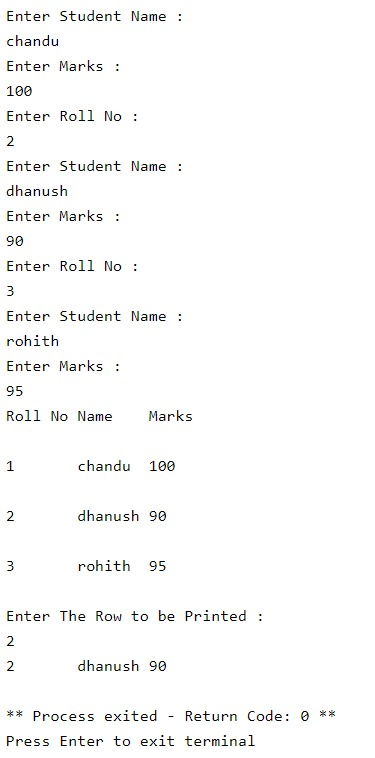 Enter Student Name :
chandu
Enter Marks :
100
Enter Roll No :
2
Enter Student Name :
dhanush
Enter Marks :
90
Enter Roll No :
3
Enter Student Name :
rohith
Enter Marks :
95
Roll No Name    Marks
1       chandu  100
2       dhanush 90
3       rohith  95
Enter The Row to be Printed :
2
2       dhanush 90
** Process exited - Return Code: 0 **
Press Enter to exit terminal